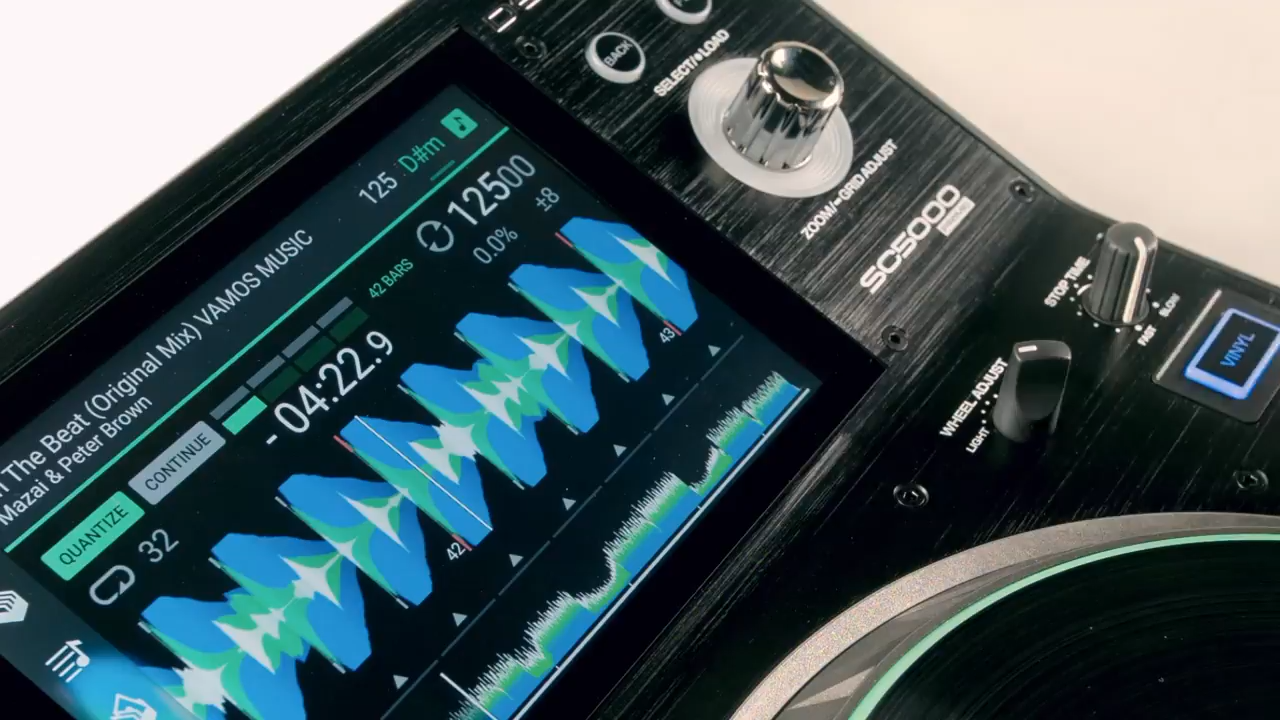 BACK
SELECT/•LOAD
ZOOM/•GRID ADJUST
SC5000
STOP TIME
SLOW
FAST
VINYL
WHEEL ADJUST
LIGHT
The Beat (Original Mix) VAMOS MUSIC
Mazai & Peter Brown
125 D#m
12500
±8
0.0%
42 BARS
-04:22.9
QUANTIZE
CONTINUE
32
42
43